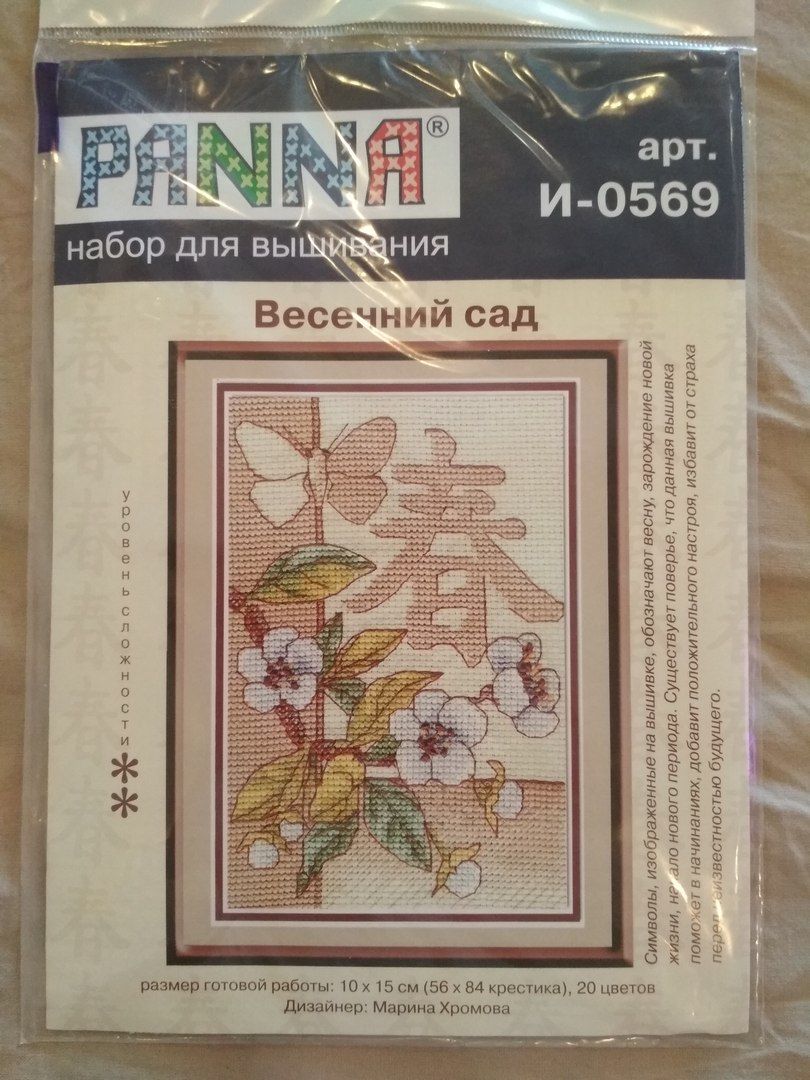 PANNA®
набор для вышивания
арт.
И-0569
Весенний сад
春
уровень сложности
**
Символы, изображенные на вышивке, обозначают весну, зарождение новой
жизни, начало нового периода. Существует поверье, что данная вышивка
поможет в начинаниях, добавит положительного настроя, избавит от страха
перед неизвестностью будущего.
размер готовой работы: 10 х 15 см (56 х 84 крестика), 20 цветов
Дизайнер: Марина Хромова